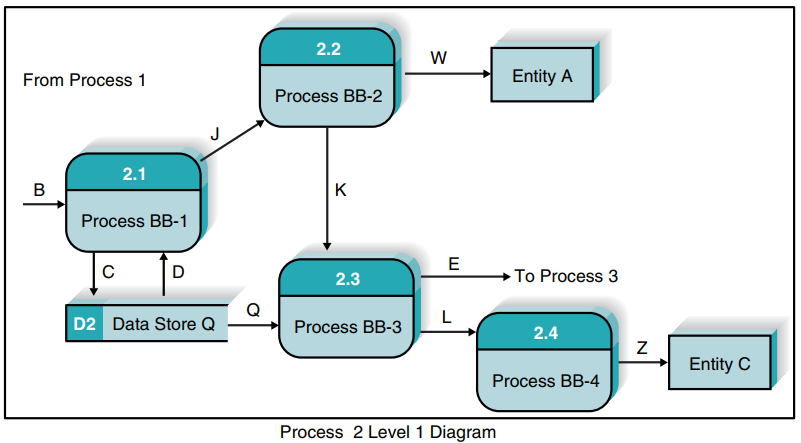 2.2
W
Entity A
From Process 1
Process BB-2
J
2.1
B
Process BB-1
K
C
D
2.3
E
To Process 3
D2 Data Store Q
Q
Process BB-3
L
2.4
Z
Entity C
Process BB-4
Process 2 Level 1 Diagram